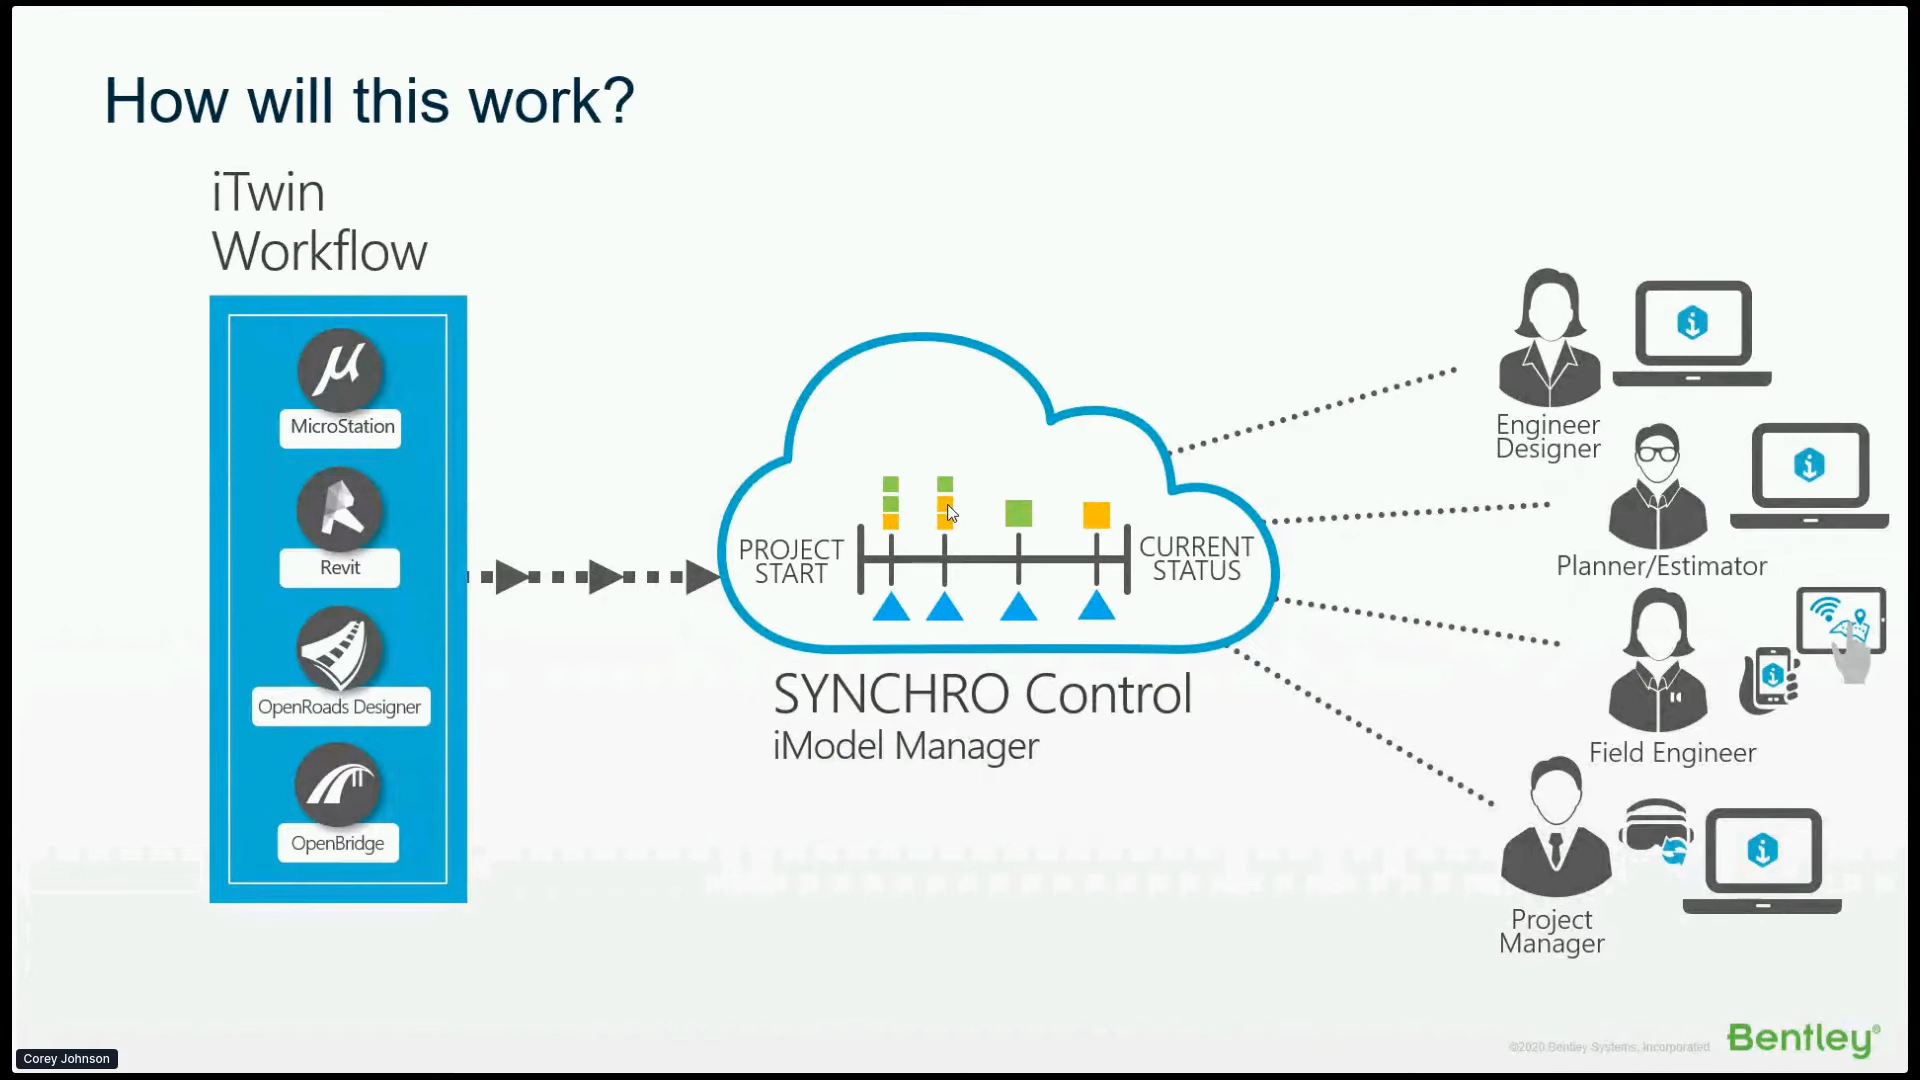 How will this work?
iTwin
Workflow
MicroStation
Revit
OpenRoads Designer
OpenBridge
PROJECT
START
CURRENT
STATUS
SYNCHRO Control
iModel Manager
Engineer
Designer
Planner/Estimator
Field Engineer
Project
Manager
©2020 Bentley Systems, Incorporated
Bentley®
Corey Johnson